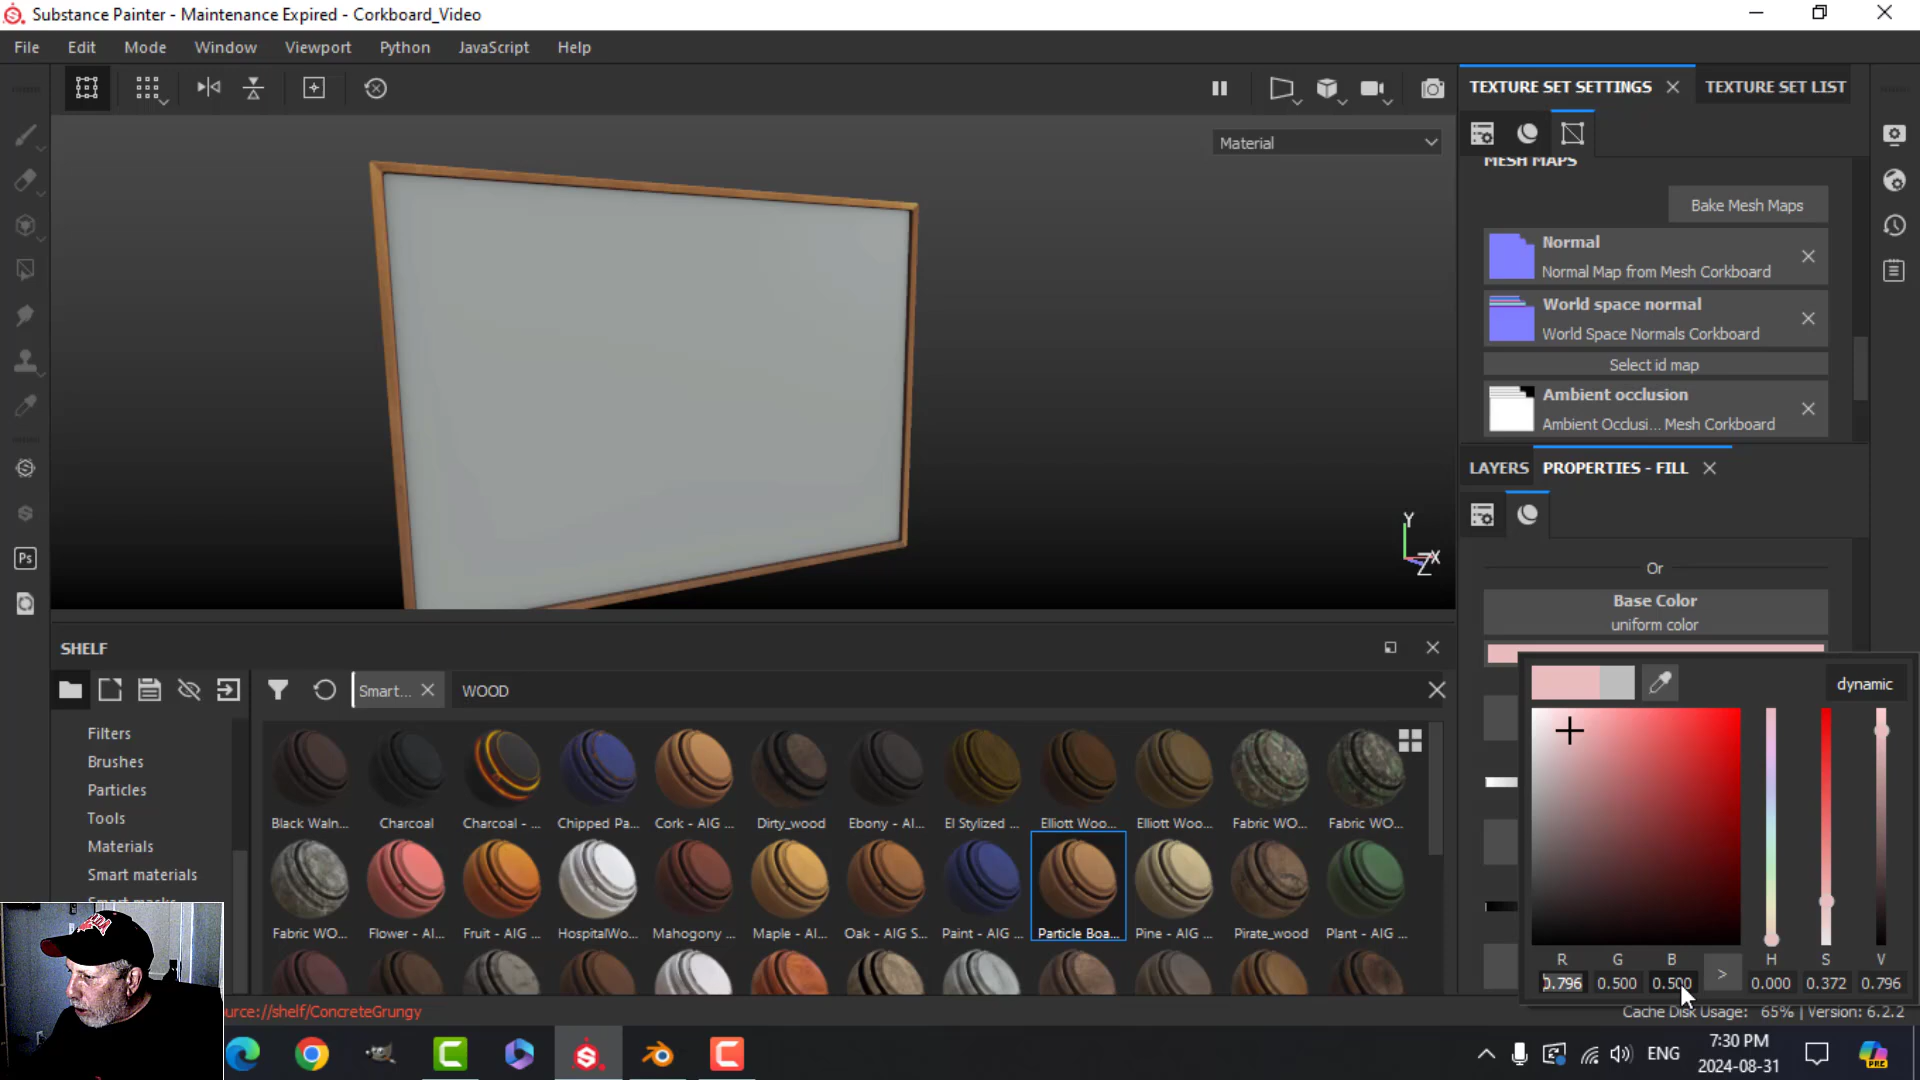 Substance Painter - Maintenance Expired - Corkboard_Video
File Edit Mode Window Viewport Python JavaScript Help
TEXTURE SET SETTINGS TEXTURE SET LIST
Material
MESH MAPS
Bake Mesh Maps
Normal
Normal Map from Mesh Corkboard
World space normal
World Space Normals Corkboard
Select id map
Ambient occlusion
Ambient Occlusi... Mesh Corkboard
LAYERS PROPERTIES - FILL
Or
Base Color
uniform color
dynamic
R G B H S V
0.796 0.500 0.500 > 0.000 0.372 0.796
Y
X
Z
Ps
SHELF
Smart... WOOD
Filters
Brushes
Particles
Tools
Materials
Smart materials
Black Waln... Charcoal Charcoal - ... Chipped Pa... Cork - AIG ... Dirty_wood Ebony - AI... El Stylized ... Elliott Woo... Elliott Woo... Fabric WO... Fabric WO...
Fabric WO... Flower - AI... Fruit - AIG ... HospitalWo... Mahogony ... Maple - AI... Oak - AIG S... Paint - AIG ... Particle Boa... Pine - AIG ... Pirate_wood Plant - AIG ...
urce://shelf/ConcreteGrungy
Cache Disk Usage: 65% | Version: 6.2.2
ENG
7:30 PM
2024-08-31